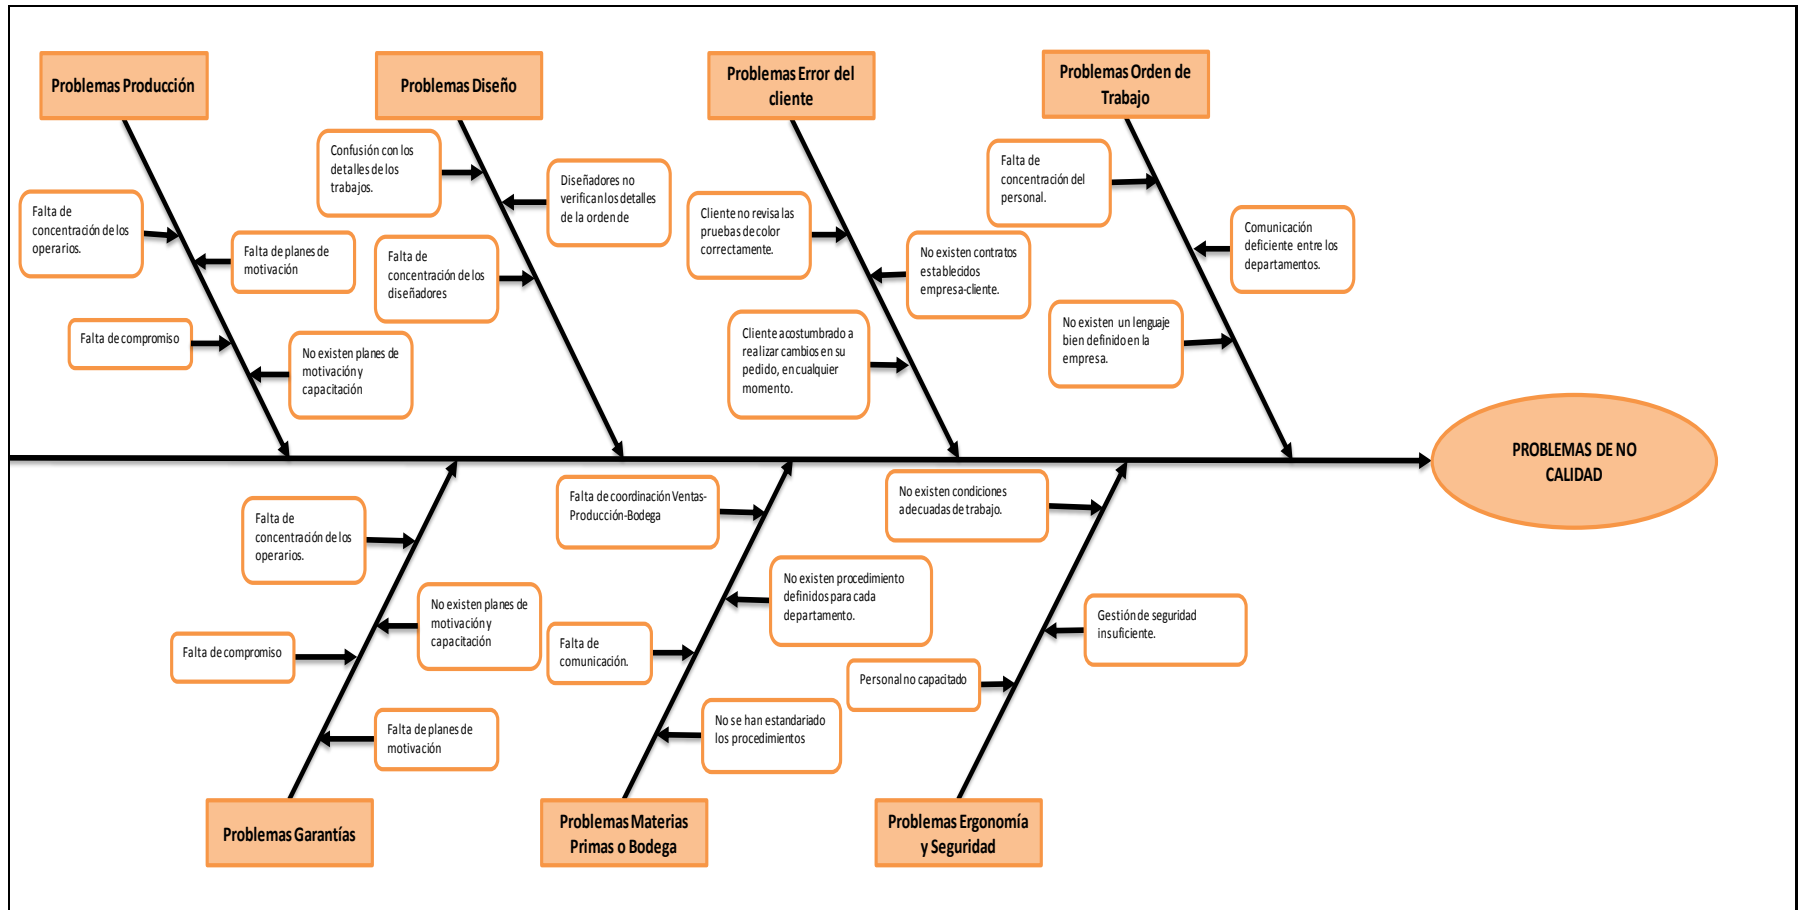 Problemas Producción
Problemas Diseño
Problemas Error del
cliente
Problemas Orden de
Trabajo
Falta de
concentración de los
operarios.
Falta de planes de
motivación
Falta de compromiso
No existen planes de
motivación y
capacitación
Confusión con los
detalles de los
trabajos.
Diseñadores no
verifican los detalles
de la orden de
Falta de
concentración de los
diseñadores
Cliente no revisa las
pruebas de color
correctamente.
No existen contratos
establecidos
empresa-cliente.
Cliente acostumbrado a
realizar cambios en su
pedido, en cualquier
momento.
Falta de
concentración del
personal.
Comunicación
deficiente entre los
departamentos.
No existen un lenguaje
bien definido en la
empresa.
PROBLEMAS DE NO
CALIDAD
Falta de
concentración de los
operarios.
No existen planes de
motivación y
capacitación
Falta de compromiso
Falta de planes de
motivación
Falta de coordinación Ventas-
Producción-Bodega
No existen procedimiento
definidos para cada
departamento.
Falta de
comunicación.
No se han estandariado
los procedimientos
No existen condiciones
adecuadas de trabajo.
Gestión de seguridad
insuficiente.
Personal no capacitado
Problemas Garantías
Problemas Materias
Primas o Bodega
Problemas Ergonomía
y Seguridad